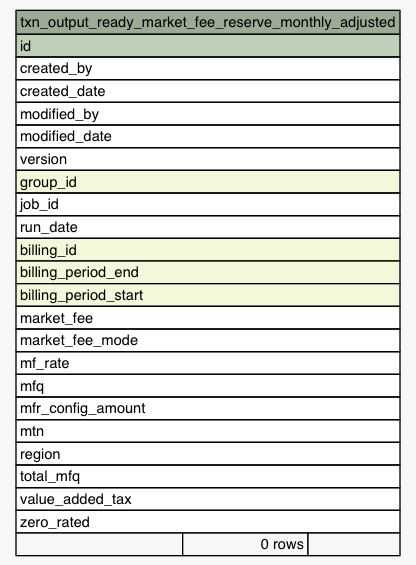 txn_output_ready_market_fee_reserve_monthly_adjusted
id
created_by
created_date
modified_by
modified_date
version
group_id
job_id
run_date
billing_id
billing_period_end
billing_period_start
market_fee
market_fee_mode
mf_rate
mfq
mfr_config_amount
mtn
region
total_mfq
value_added_tax
zero_rated
0 rows